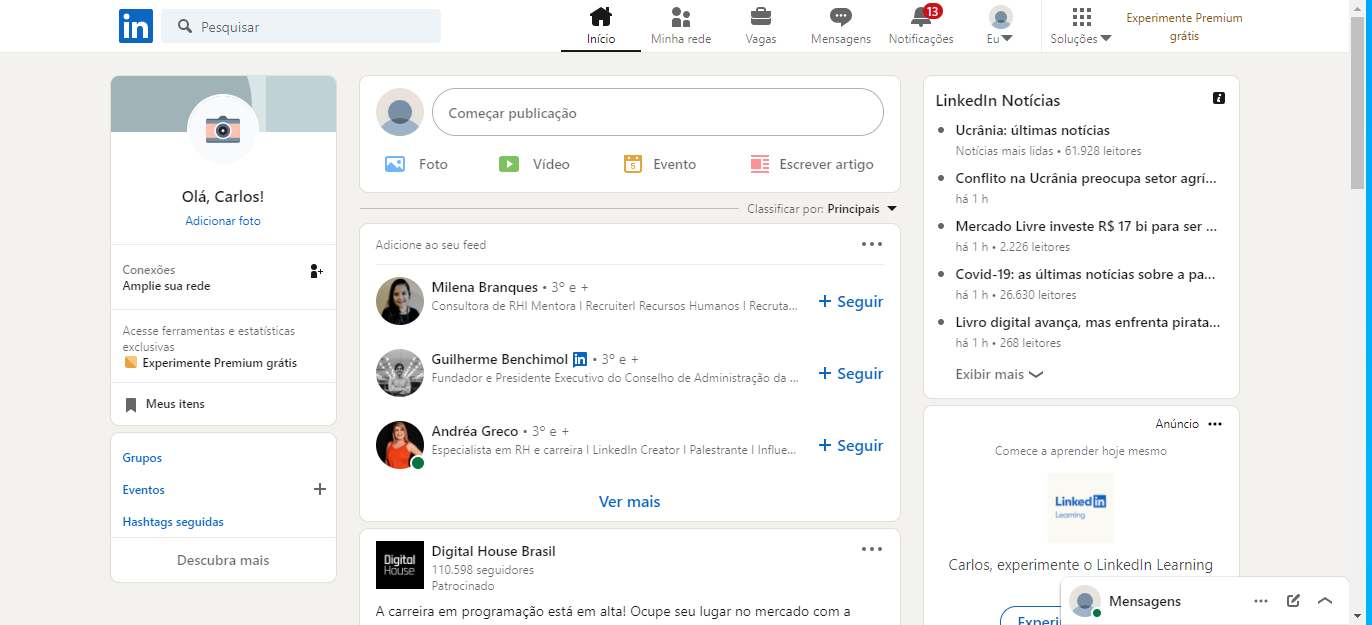 in
Pesquisar
Início
Minha rede
Vagas
Mensagens
13
Notificações
Eu
Soluções
Experimente Premium
grátis
Olá, Carlos!
Adicionar foto
Conexões
Amplie sua rede
Acesse ferramentas e estatísticas
exclusivas
Experimente Premium grátis
Meus itens
Grupos
Eventos
Hashtags seguidas
Descubra mais
Começar publicação
Foto
Vídeo
5
Evento
Escrever artigo
Classificar por: Principais
Adicione ao seu feed
Milena Branques • 3º e +
Consultora de RH| Mentora I Recruiter| Recursos Humanos I Recruta...
+ Seguir
Guilherme Benchimol in • 3º e +
Fundador e Presidente Executivo do Conselho de Administração da ...
+ Seguir
Andréa Greco • 3º e +
Especialista em RH e carreira I LinkedIn Creator I Palestrante I Influe...
+ Seguir
Ver mais
Digital
House
Digital House Brasil
110.598 seguidores
Patrocinado
A carreira em programação está em alta! Ocupe seu lugar no mercado com a
LinkedIn Notícias
Ucrânia: últimas notícias
Notícias mais lidas • 61.928 leitores
Conflito na Ucrânia preocupa setor agrí...
há 1 h
Mercado Livre investe R$ 17 bi para ser ...
há 1 h • 2.226 leitores
Covid-19: as últimas notícias sobre a pa...
há 1 h • 26.630 leitores
Livro digital avança, mas enfrenta pirata...
há 1 h • 268 leitores
Exibir mais
Anúncio
Comece a aprender hoje mesmo
Linked in
Learning
Carlos, experimente o LinkedIn Learning
Mensagens